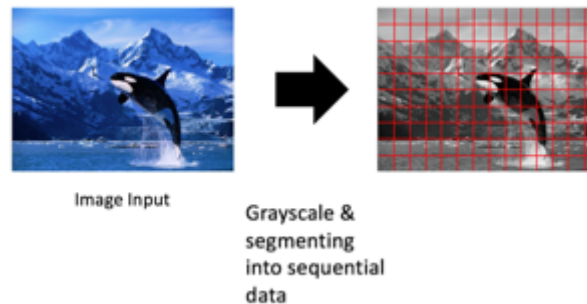 Image Input
Grayscale &
segmenting
into sequential
data